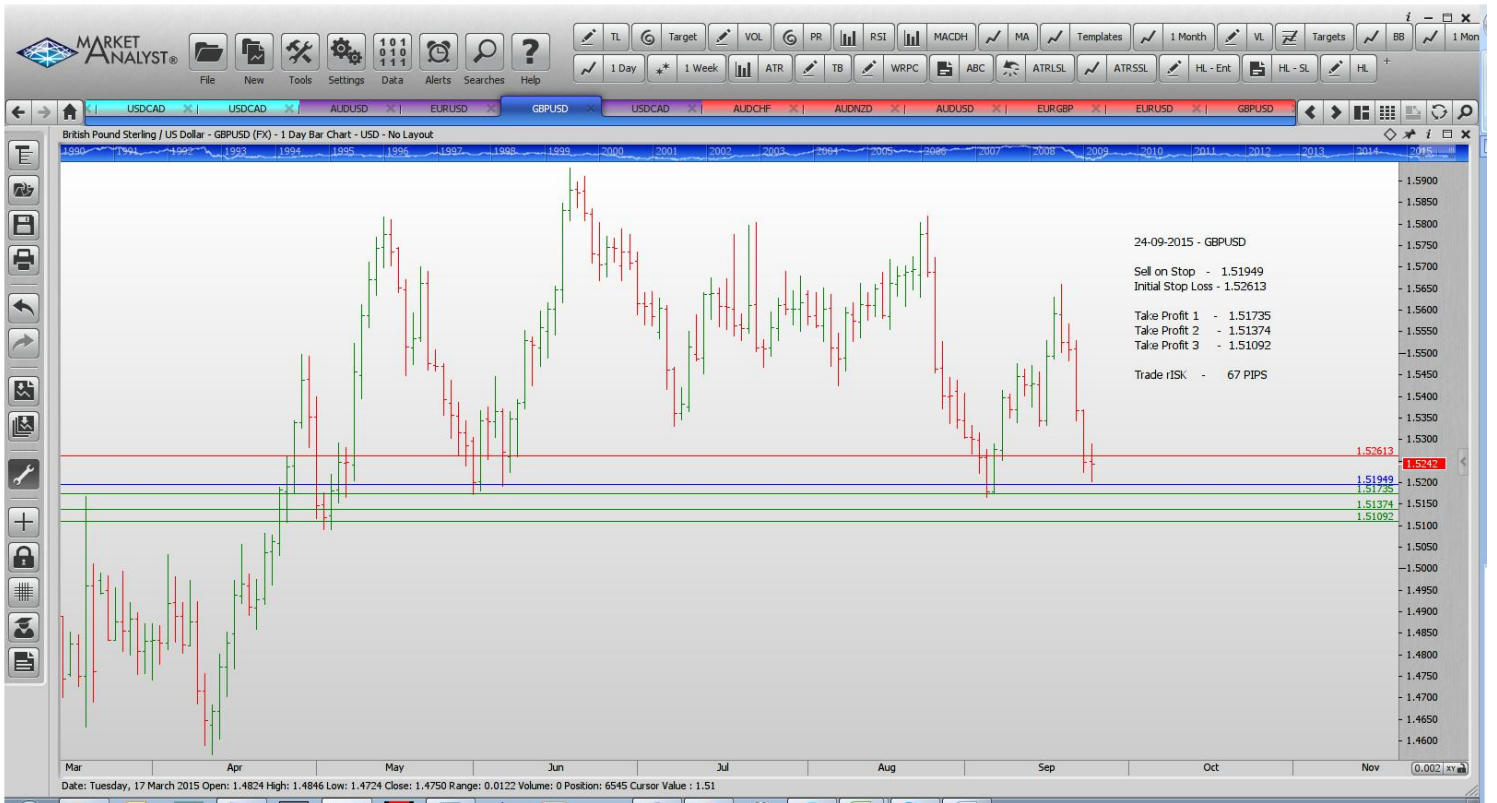 MARKET
ANALYST®
File New Tools Settings Data Alerts Searches Help
101
010
111
?
TL Target VOL PR RSI MACDH MA Templates 1 Month VL Targets BB 1 Mon
1 Day 1 Week ATR TB WRPC ABC ATRLSL ATRSSL HL - Ent HL - SL HL +
USDCAD USDCAD AUDUSD EURUSD GBPUSD USDCAD AUDCHF AUDNZD AUDUSD EURGBP EURUSD GBPUSD
British Pound Sterling / US Dollar - GBPUSD (FX) - 1 Day Bar Chart - USD - No Layout
1990 1991 1992 1993 1994 1995 1996 1997 1998 1999 2000 2001 2002 2003 2004 2005 2006 2007 2008 2009 2010 2011 2012 2013 2014 2015
24-09-2015 - GBPUSD
Sell on Stop - 1.51949
Initial Stop Loss - 1.52613
Take Profit 1 - 1.51735
Take Profit 2 - 1.51374
Take Profit 3 - 1.51092
Trade rISK - 67 PIPS
1.5900
1.5850
1.5800
1.5750
1.5700
1.5650
1.5600
1.5550
1.5500
1.5450
1.5400
1.5350
1.5300
1.5242
1.5200
1.5150
1.5100
1.5050
1.5000
1.4950
1.4900
1.4850
1.4800
1.4750
1.4700
1.4650
1.4600
1.52613
1.51949
1.51735
1.51374
1.51092
Mar Apr May Jun Jul Aug Sep Oct Nov 0.002 XY
Date: Tuesday, 17 March 2015 Open: 1.4824 High: 1.4846 Low: 1.4724 Close: 1.4750 Range: 0.0122 Volume: 0 Position: 6545 Cursor Value : 1.51